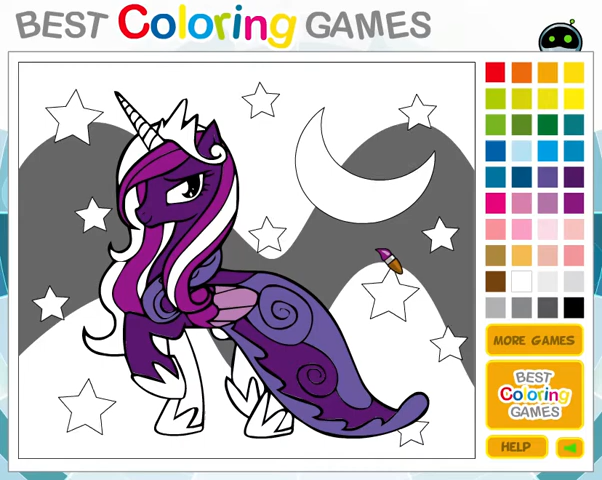 BEST Coloring GAMES
MORE GAMES
BEST
Coloring
GAMES
HELP